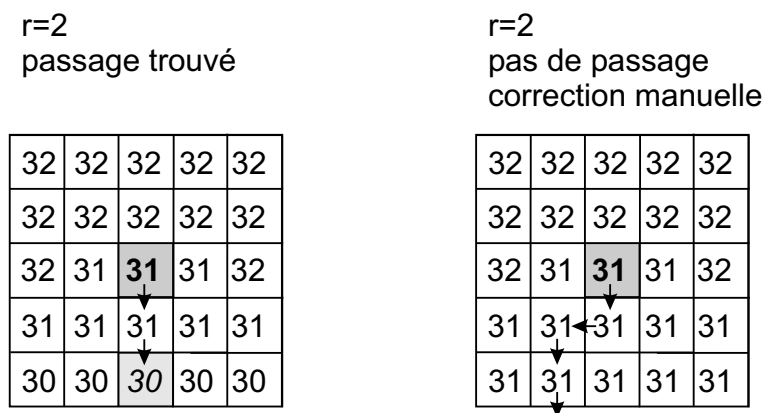 r=2
passage trouvé
32 32 32 32 32
32 32 32 32 32
32 31 31 31 32
31 31 31 31 31
30 30 30 30 30
r=2
pas de passage
correction manuelle
32 32 32 32 32
32 32 32 32 32
32 31 31 31 32
31 31 31 31 31
31 31 31 31 31